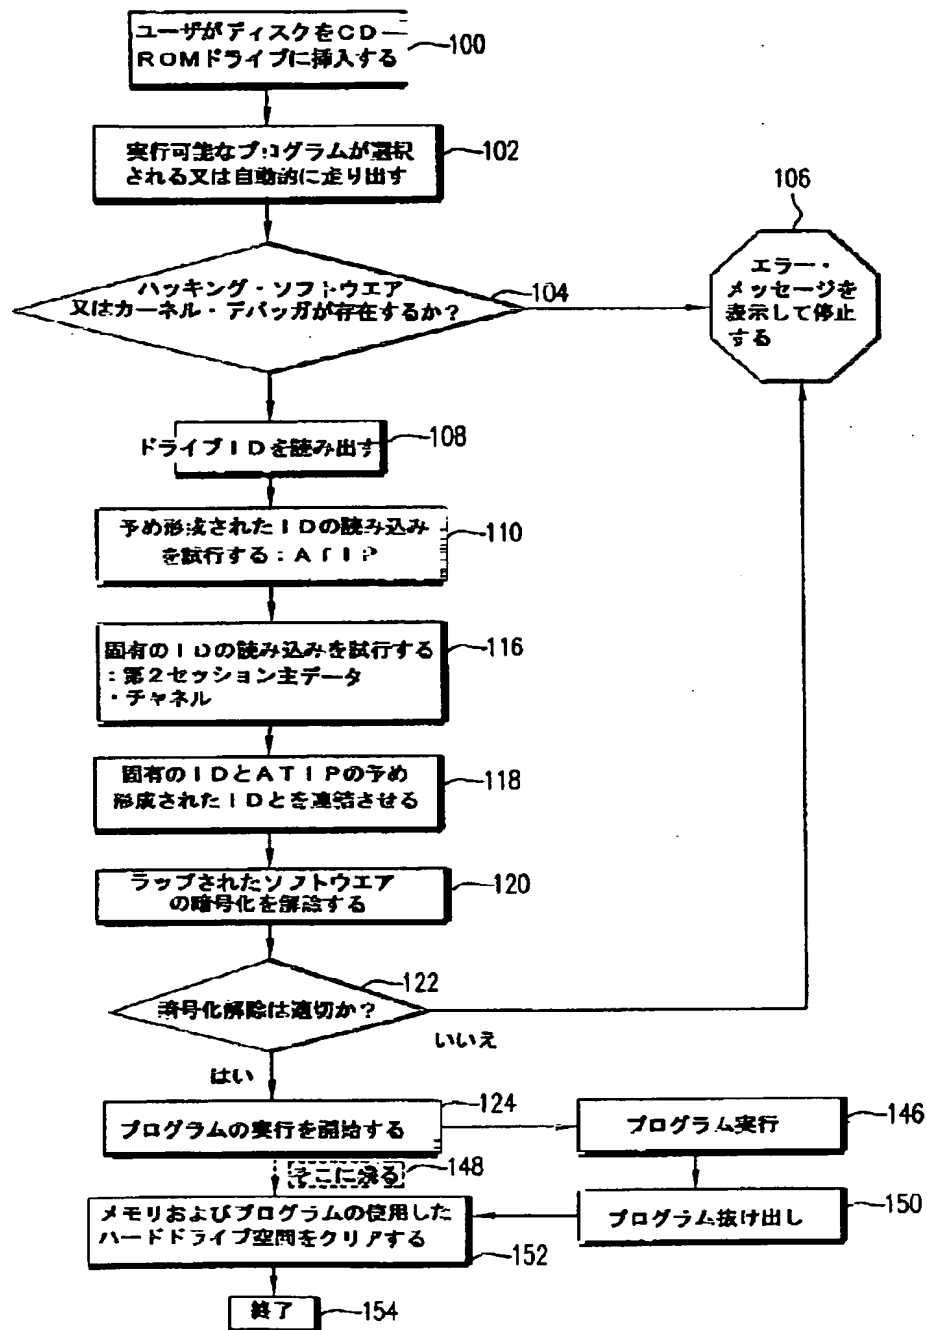 ユーザがディスクをCD－
ROMドライブに挿入する
100
実行可能なプログラムが選択
される又は自動的に走り出す
102
ハッキング・ソフトウエア
又はカーネル・デバッガが存在するか？
104
106
エラー・
メッセージを
表示して停止
する
ドライブIDを読み出す
108
予め形成されたIDの読み込み
を試行する：ATIP
110
固有のIDの読み込みを試行する
：第2セッション主データ
・チャネル
116
固有のIDとATIPの予め
形成されたIDとを連結させる
118
ラップされたソフトウエア
の暗号化を解除する
120
暗号化解除は適切か？
122
いいえ
はい
プログラムの実行を開始する
124
プログラム実行
146
そこに残る
148
メモリおよびプログラムの使用した
ハードドライブ空間をクリアする
152
プログラム抜け出し
150
終了
154